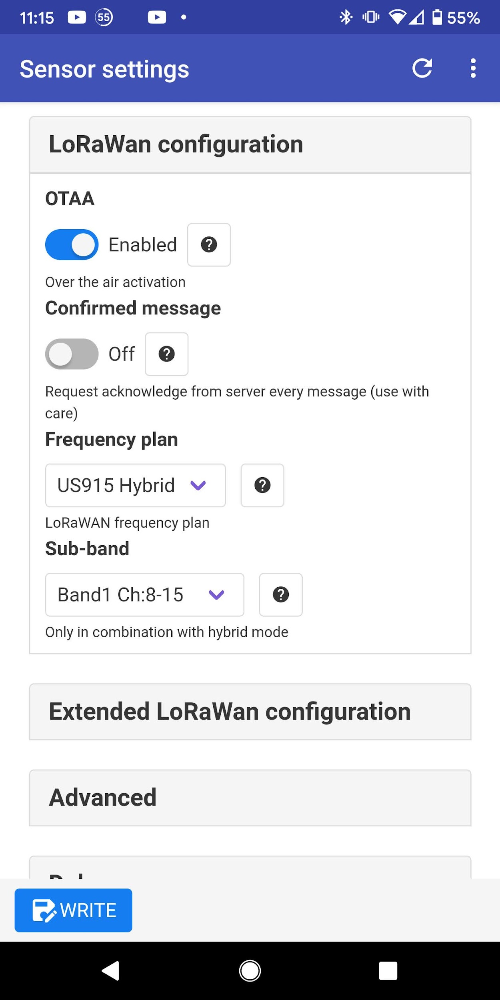 11:15 55 55%
Sensor settings
LoRaWan configuration
OTAA
Enabled ?
Over the air activation
Confirmed message
Off ?
Request acknowledge from server every message (use with
care)
Frequency plan
US915 Hybrid ?
LoRaWAN frequency plan
Sub-band
Band1 Ch:8-15 ?
Only in combination with hybrid mode
Extended LoRaWan configuration
Advanced
WRITE